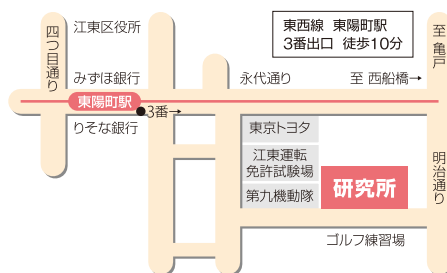 四つ目通り
江東区役所
東西線 東陽町駅
3番出口 徒歩10分
至 亀戸
みずほ銀行
永代通り
至 西船橋→
東陽町駅
3番→
りそな銀行
東京トヨタ
江東運転
免許試験場
第九機動隊
研究所
明治通り
ゴルフ練習場